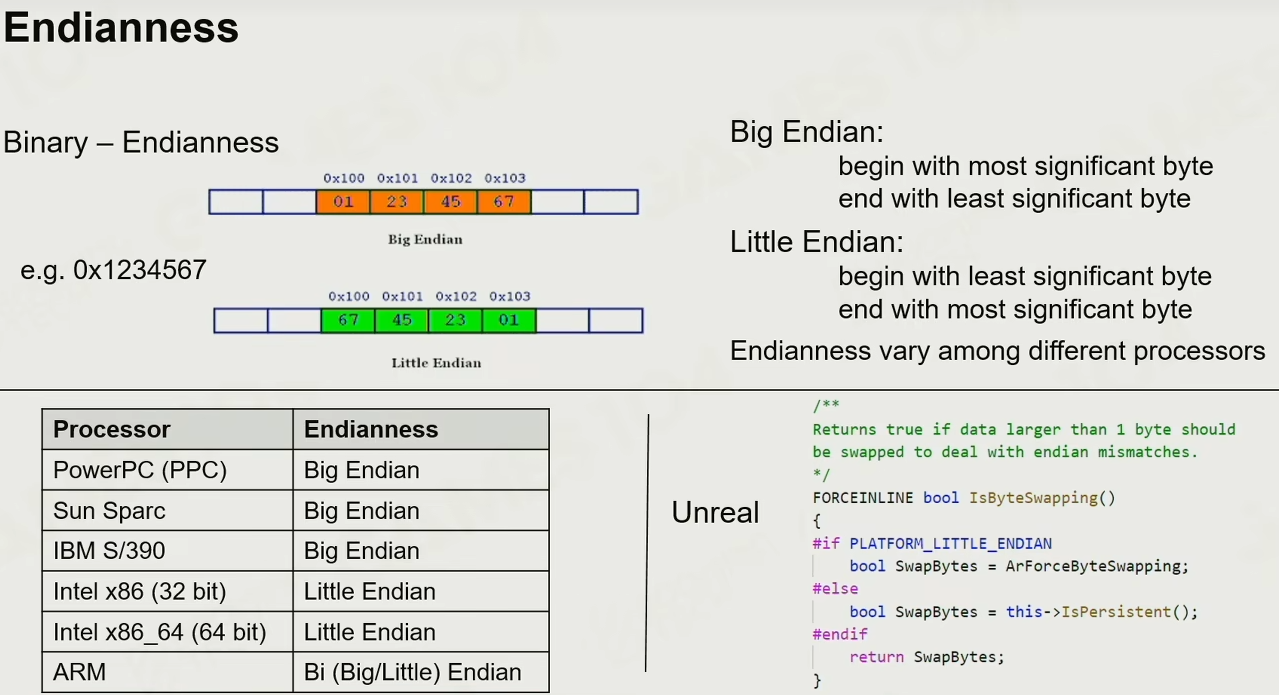 Endianness
Binary – Endianness
0x100 0x101 0x102 0x103
01 23 45 67
Big Endian
e.g. 0x1234567
0x100 0x101 0x102 0x103
67 45 23 01
Little Endian
Big Endian:
begin with most significant byte
end with least significant byte
Little Endian:
begin with least significant byte
end with most significant byte
Endianness vary among different processors
Processor Endianness
PowerPC (PPC) Big Endian
Sun Sparc Big Endian
IBM S/390 Big Endian
Intel x86 (32 bit) Little Endian
Intel x86_64 (64 bit) Little Endian
ARM Bi (Big/Little) Endian
Unreal
/**
Returns true if data larger than 1 byte should
be swapped to deal with endian mismatches.
*/
FORCEINLINE bool IsByteSwapping()
{
#if PLATFORM_LITTLE_ENDIAN
bool SwapBytes = ArForceByteSwapping;
#else
bool SwapBytes = this->IsPersistent();
#endif
return SwapBytes;
}